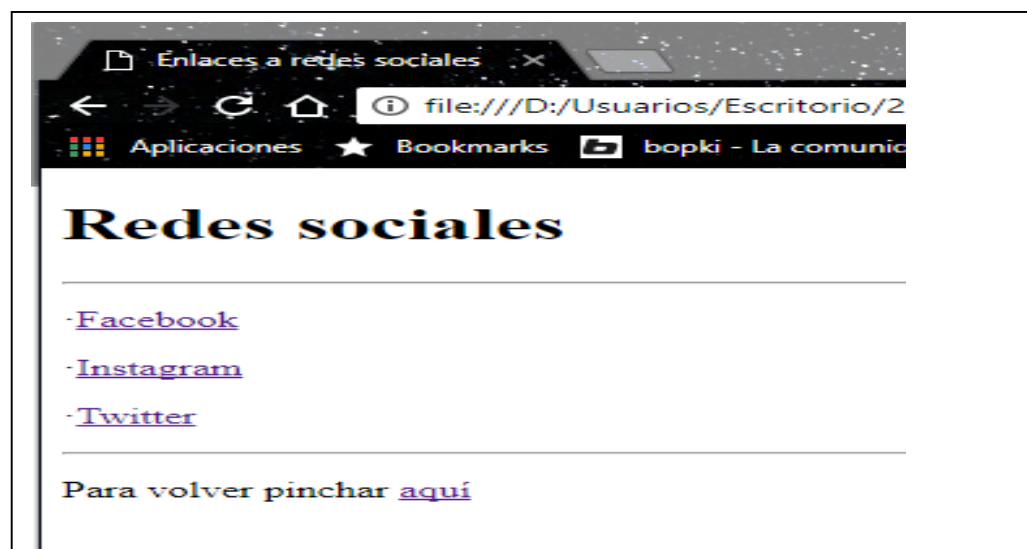 Enlaces a redes sociales
file:///D:/Usuarios/Escritorio/2
Aplicaciones Bookmarks bopki - La comunic
Redes sociales
·Facebook
·Instagram
·Twitter
Para volver pinchar aquí